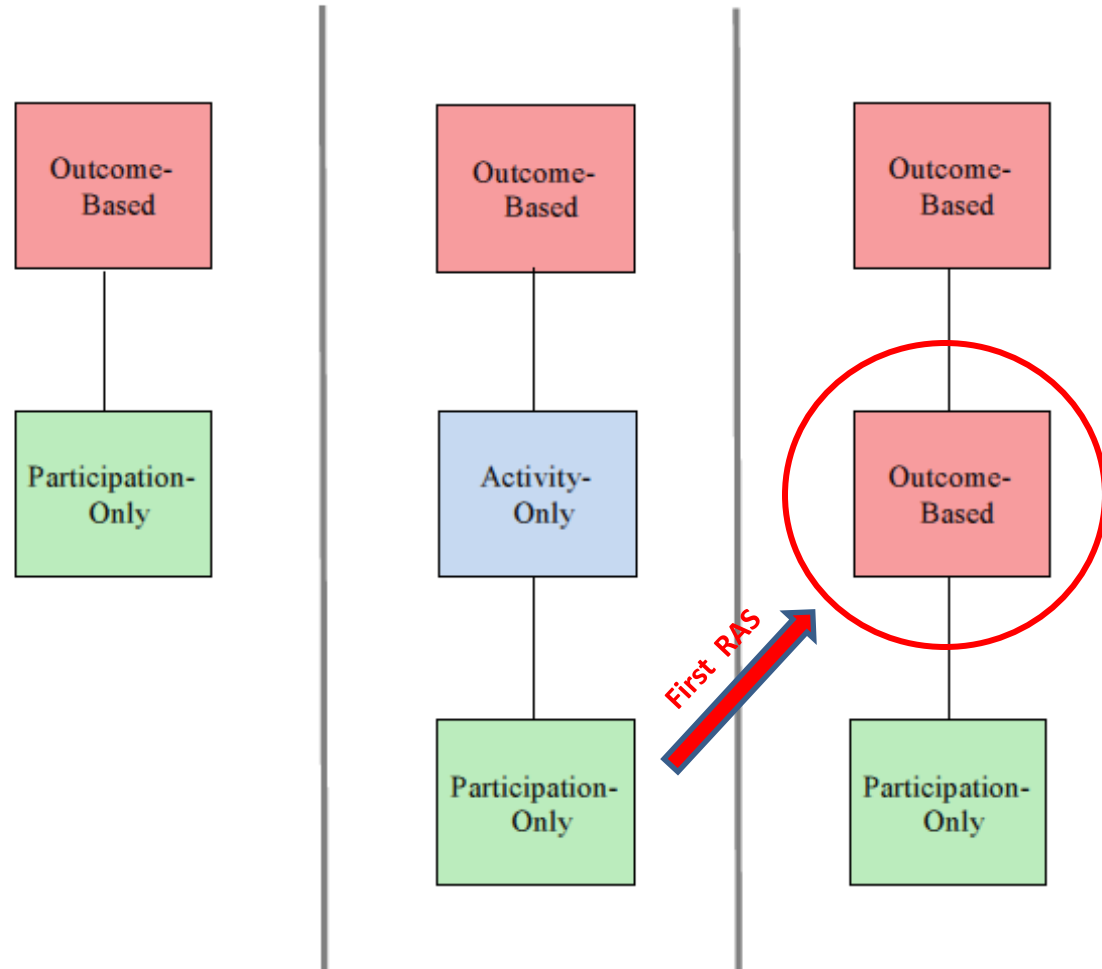 Outcome-
Based
Participation-
Only
Outcome-
Based
Activity-
Only
Participation-
Only
First RAS
Outcome-
Based
Outcome-
Based
Participation-
Only